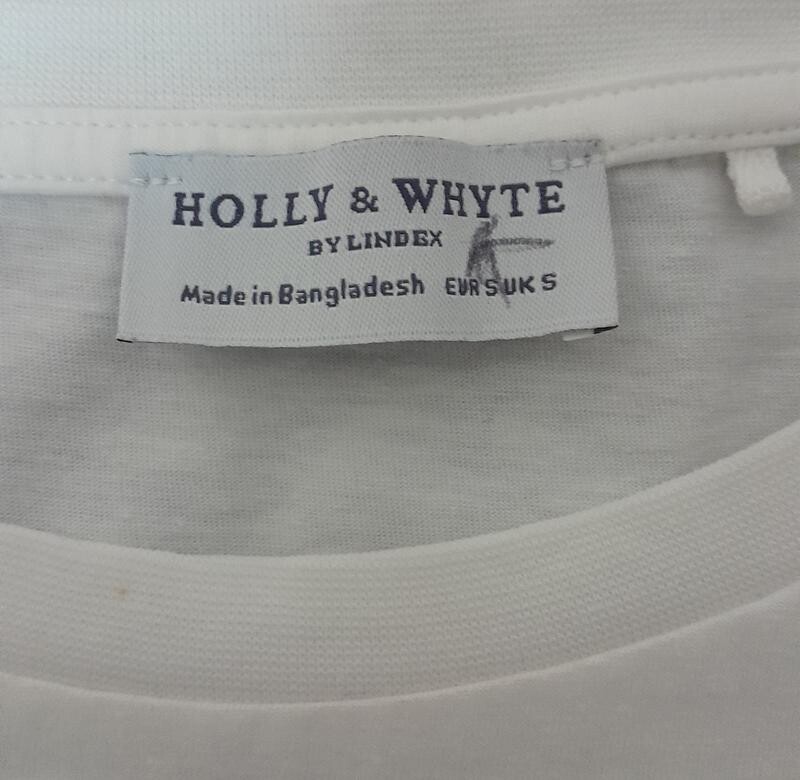 HOLLY & WHYTE
BY LINDEX
Made in Bangladesh EUR S UK S